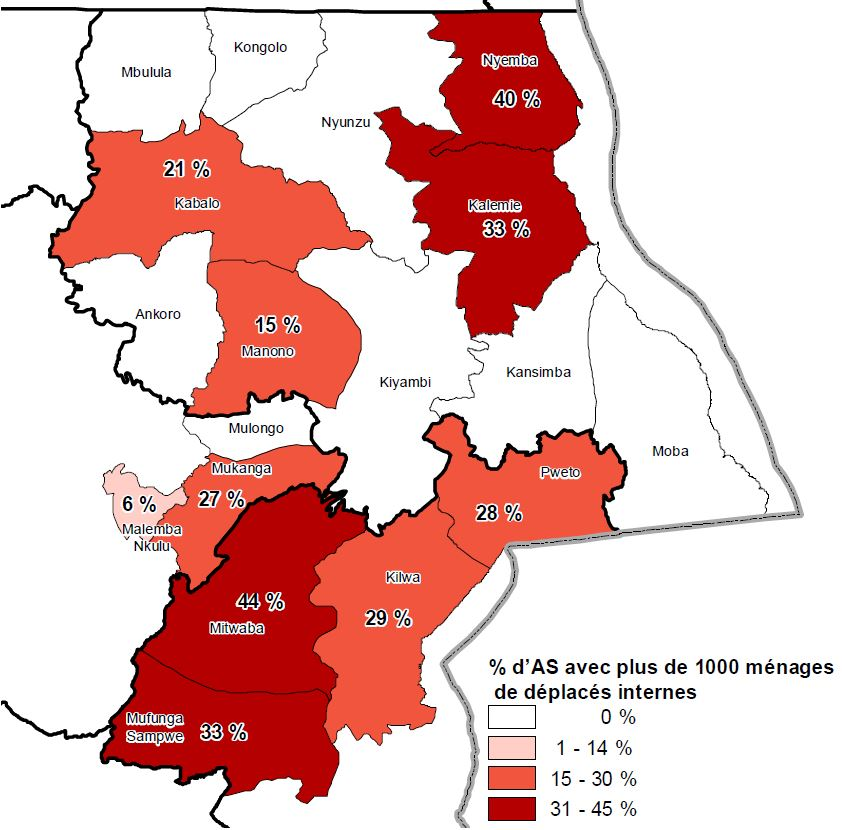 Kongolo
Mbulula
Nyemba
40 %
Nyunzu
21 %
Kabalo
Kalemie
33 %
Ankoro
15 %
Manono
Kiyambi
Kansimba
Mulongo
Moba
Mukanga
27 %
Pweto
28 %
6 %
Malemba
Nkulu
Kilwa
29 %
44 %
Mitwaba
Mufunga
Sampwe
33 %
% d'AS avec plus de 1000 ménages
de déplacés internes
0 %
1 - 14 %
15 - 30 %
31 - 45 %